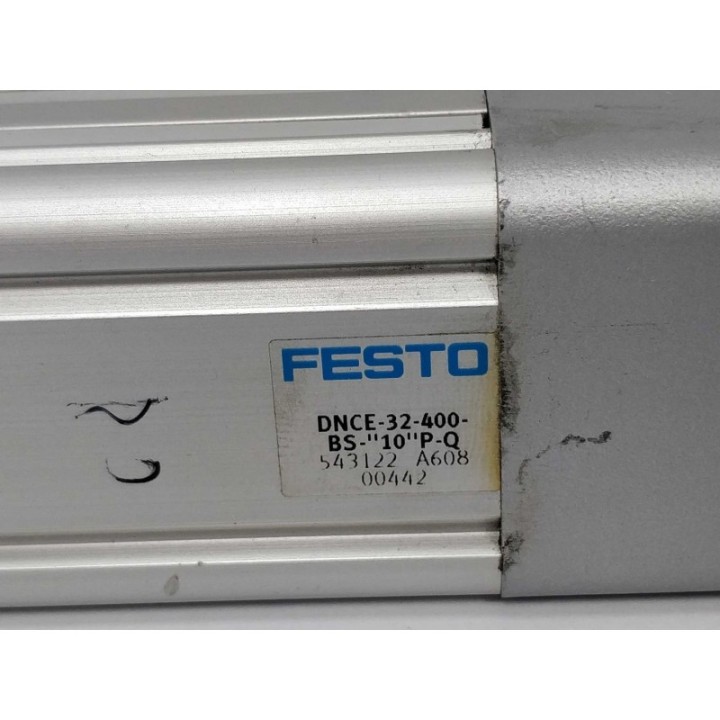 FESTO
DNCE-32-400-
BS-"10"P-Q
543122 A608
00442